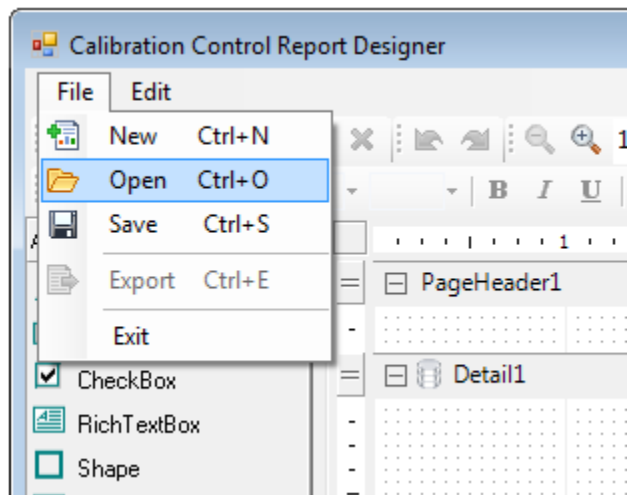 Calibration Control Report Designer
File Edit
New Ctrl+N
Open Ctrl+O
B I U
Save Ctrl+S
1
Export Ctrl+E
PageHeader1
Exit
Detail1
CheckBox
RichTextBox
Shape